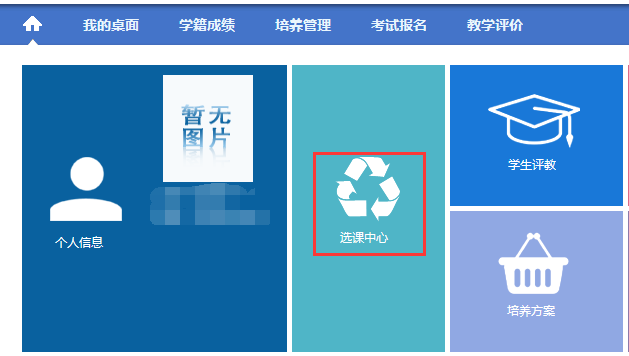 我的桌面 学籍成绩 培养管理 考试报名 教学评价
暂无
图片
个人信息
选课中心
学生评教
培养方案